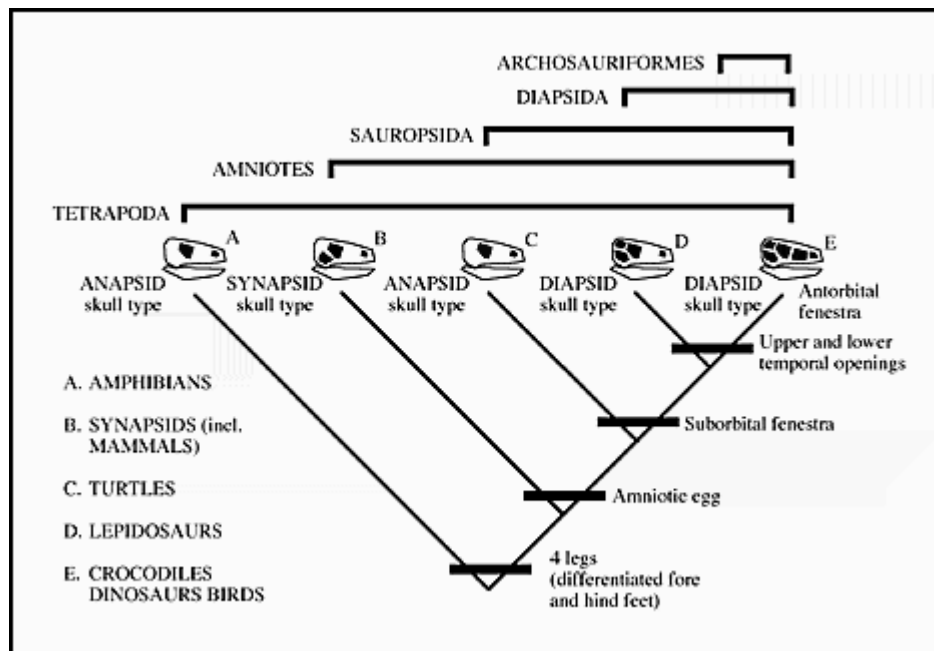 ARCHOSAURIFORMES
DIAPSIDA
SAUROPSIDA
AMNIOTES
TETRAPODA
A
B
C
D
E
ANAPSID
skull type
SYNAPSID
skull type
ANAPSID
skull type
DIAPSID
skull type
DIAPSID
skull type
Antorbital
fenestra
Upper and lower
temporal openings
Suborbital fenestra
Amniotic egg
4 legs
(differentiated fore
and hind feet)
A. AMPHIBIANS
B. SYNAPSIDS (incl.
MAMMALS)
C. TURTLES
D. LEPIDOSAURS
E. CROCODILES
DINOSAURS BIRDS